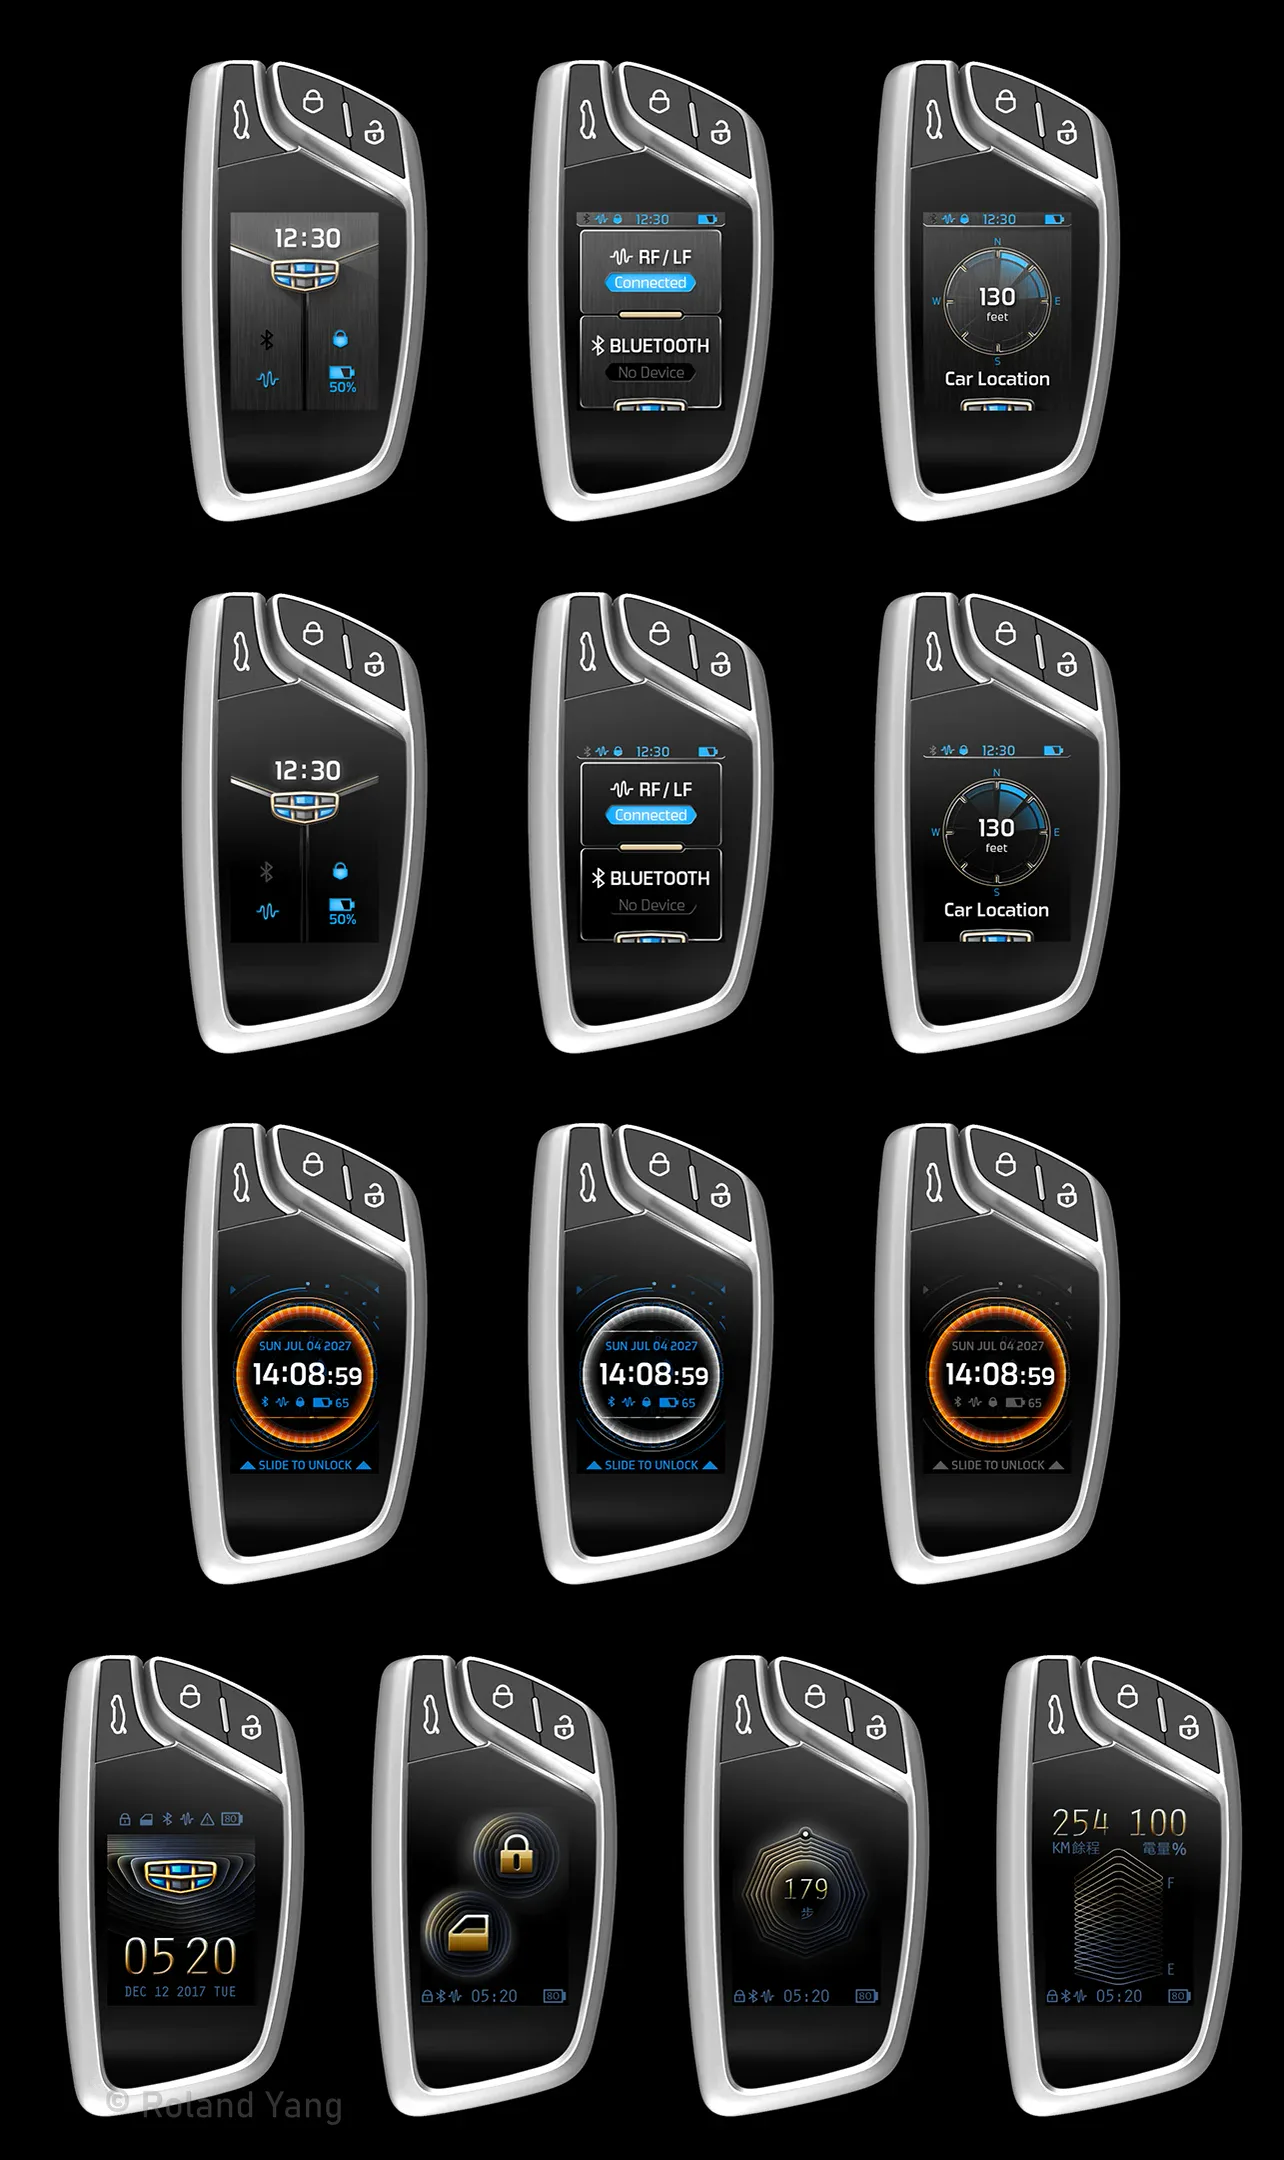 12:30
50%
12:30
RF / LF
Connected
BLUETOOTH
No Device
12:30
N
W
E
130
feet
S
Car Location
12:30
50%
12:30
RF / LF
Connected
BLUETOOTH
No Device
12:30
N
W
E
130
feet
S
Car Location
SUN JUL 04 2027
14:08:59
65
SLIDE TO UNLOCK
SUN JUL 04 2027
14:08:59
65
SLIDE TO UNLOCK
SUN JUL 04 2027
14:08:59
65
SLIDE TO UNLOCK
80
05 20
DEC 12 2017 TUE
05:20
80
179
步
05:20
80
254 100
KM餘程 電量%
F
E
05:20
80
© Roland Yang